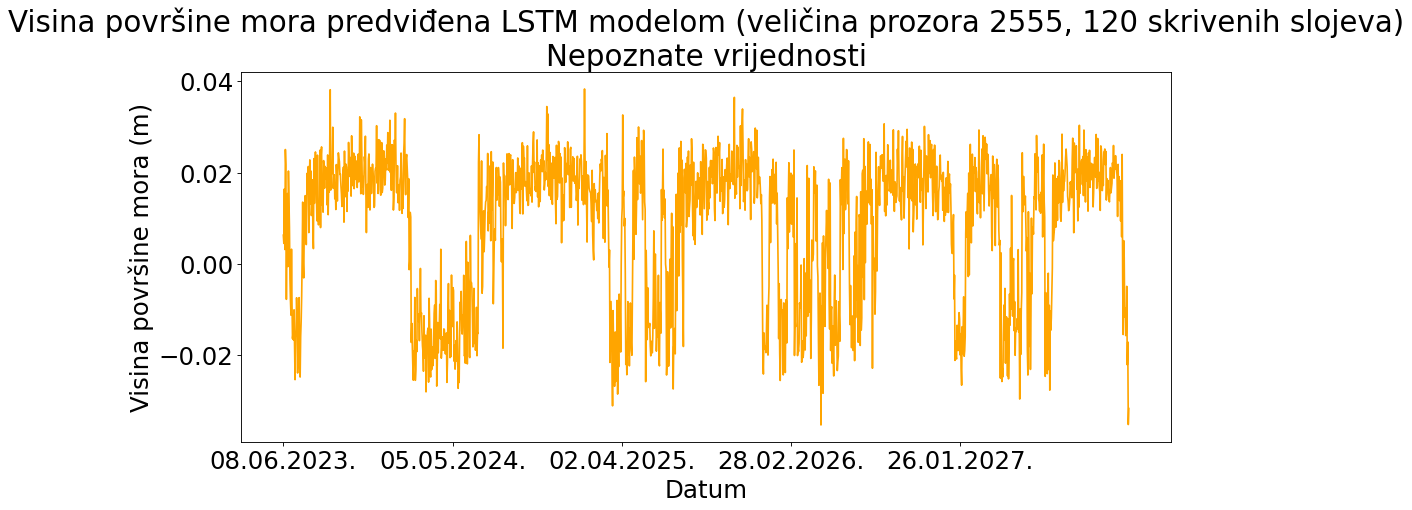 Visina površine mora predviđena LSTM modelom (veličina prozora 2555, 120 skrivenih slojeva)
Nepoznate vrijednosti
Visina površine mora (m)
0.04
0.02
0.00
−0.02
08.06.2023.
05.05.2024.
02.04.2025.
28.02.2026.
26.01.2027.
Datum